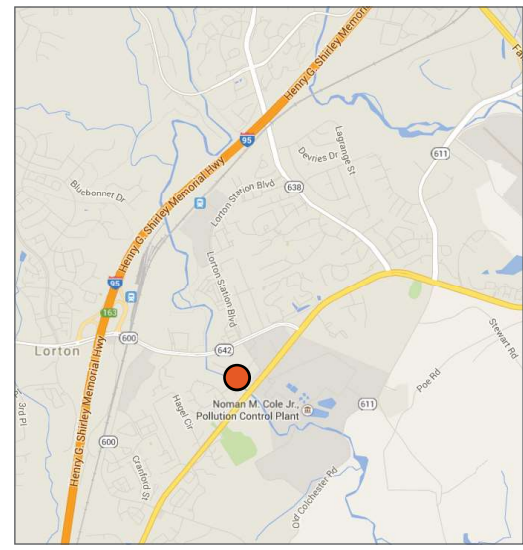 Henry G. Shirley Memorial
Fa
95
Lagrange St
Devries Dr
611
Bluebonnet Dr
Lorton Station Blvd
638
Henry G. Shirley Memorial Hwy
Lorton Station Blvd
95
163
600
Lorton
642
Stewart Rd
Poe Rd
3rd Pl
Henry G. Shirley Memorial Hwy
Hagel Cir
Noman M. Cole Jr.,
Pollution Control Plant
611
600
Cranford St
Old Colchester Rd